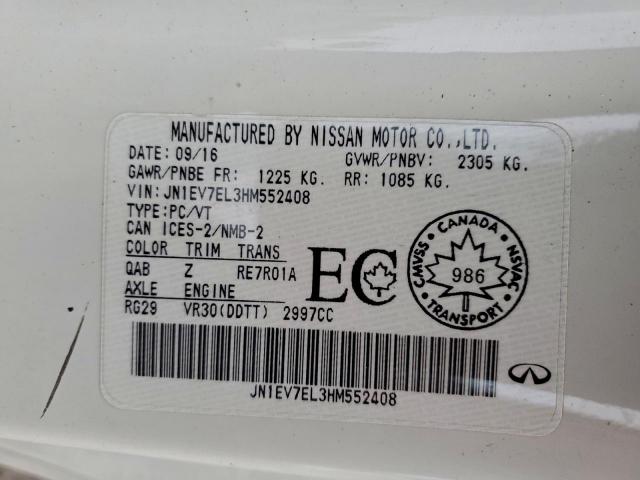 MANUFACTURED BY NISSAN MOTOR CO.,LTD.
DATE: 09/16 GVWR/PNBV: 2305 KG.
GAWR/PNBE FR: 1225 KG. RR: 1085 KG.
VIN: JN1EV7EL3HM552408
TYPE: PC/VT
CAN ICES-2/NMB-2
COLOR TRIM TRANS
QAB Z RE7R01A
AXLE ENGINE
RG29 VR30(DDTT) 2997CC
EC
CANADA
CMVSS 986 NSVAC
TRANSPORT
JN1EV7EL3HM552408